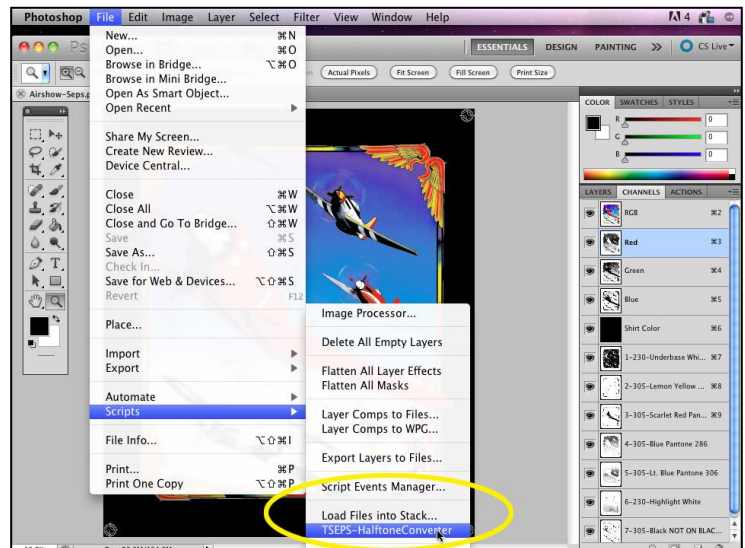 Photoshop File Edit Image Layer Select Filter View Window Help
4
Ps
ESSENTIALS DESIGN PAINTING >> CS Live
Actual Pixels Fit Screen Fill Screen Print Size
Airshow-Seps.p
New... ⌘N
Open... ⌘O
Browse in Bridge... ⌥⌘O
Browse in Mini Bridge...
Open As Smart Object...
Open Recent
Share My Screen...
Create New Review...
Device Central...
Close ⌘W
Close All ⌥⌘W
Close and Go To Bridge... ⇧⌘W
Save ⌘S
Save As... ⇧⌘S
Check In...
Save for Web & Devices... ⌥⇧⌘S
Revert F12
Place...
Import
Export
Automate
Scripts
File Info... ⌥⇧⌘I
Print... ⌘P
Print One Copy ⌥⇧⌘P
Image Processor...
Delete All Empty Layers
Flatten All Layer Effects
Flatten All Masks
Layer Comps to Files...
Layer Comps to WPG...
Export Layers to Files...
Script Events Manager...
Load Files into Stack...
TSEPS-HalftoneConverter
COLOR SWATCHES STYLES
R 0
G 0
B 0
LAYERS CHANNELS ACTIONS
RGB ⌘2
Red ⌘3
Green ⌘4
Blue ⌘5
Shirt Color ⌘6
1-230-Underbase Whi... ⌘7
2-305-Lemon Yellow ... ⌘8
3-305-Scarlet Red Pan... ⌘9
4-305-Blue Pantone 286
5-305-Lt. Blue Pantone 306
6-230-Highlight White
7-305-Black NOT ON BLAC...